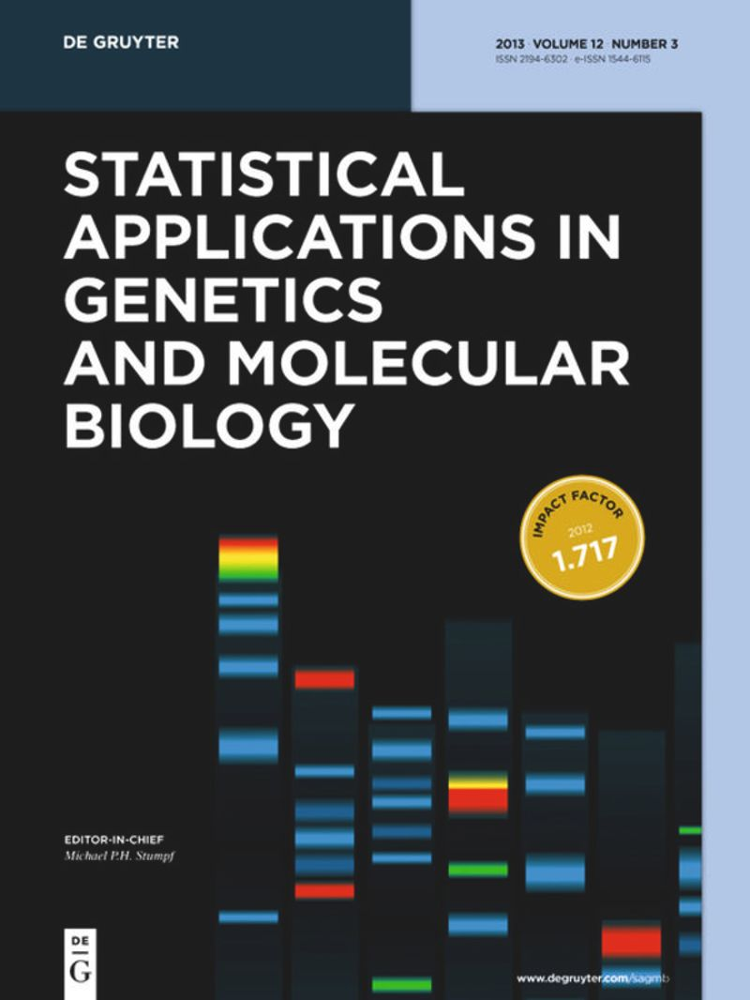 DE GRUYTER
2013 · VOLUME 12 · NUMBER 3
ISSN 2194-6302 · e-ISSN 1544-6115
STATISTICAL
APPLICATIONS IN
GENETICS
AND MOLECULAR
BIOLOGY
IMPACT FACTOR
2012
1.717
EDITOR-IN-CHIEF
Michael P.H. Stumpf
DE
G
www.degruyter.com/sagmb